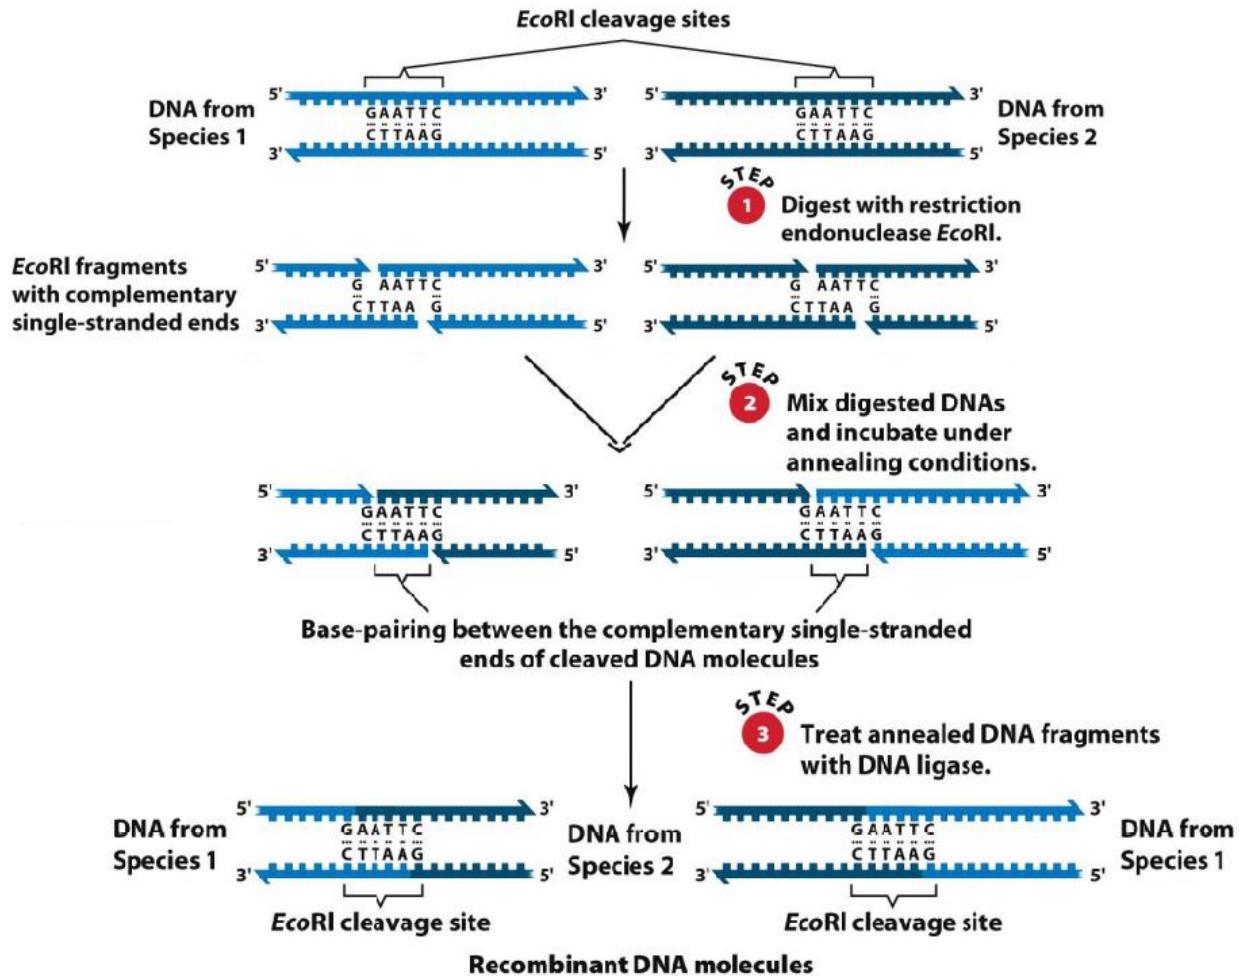 EcoRI cleavage sites
5' 3' 5' 3'
DNA from
Species 1
GAATTC
CTTAAG
GAATTC
CTTAAG
DNA from
Species 2
3' 5' 3' 5'
STEP
1
Digest with restriction
endonuclease EcoRI.
EcoRI fragments
with complementary
single-stranded ends
5' 3' 5' 3'
G AATTC
CTTAA G
G AATTC
CTTAA G
3' 5' 3' 5'
STEP
2
Mix digested DNAs
and incubate under
annealing conditions.
5' 3' 5' 3'
GAATTC
CTTAAG
GAATTC
CTTAAG
3' 5' 3' 5'
Base-pairing between the complementary single-stranded
ends of cleaved DNA molecules
STEP
3
Treat annealed DNA fragments
with DNA ligase.
5' 3' 5' 3'
DNA from
Species 1
GAATTC
CTTAAG
DNA from
Species 2
GAATTC
CTTAAG
DNA from
Species 1
3' 5' 3' 5'
EcoRI cleavage site
EcoRI cleavage site
Recombinant DNA molecules